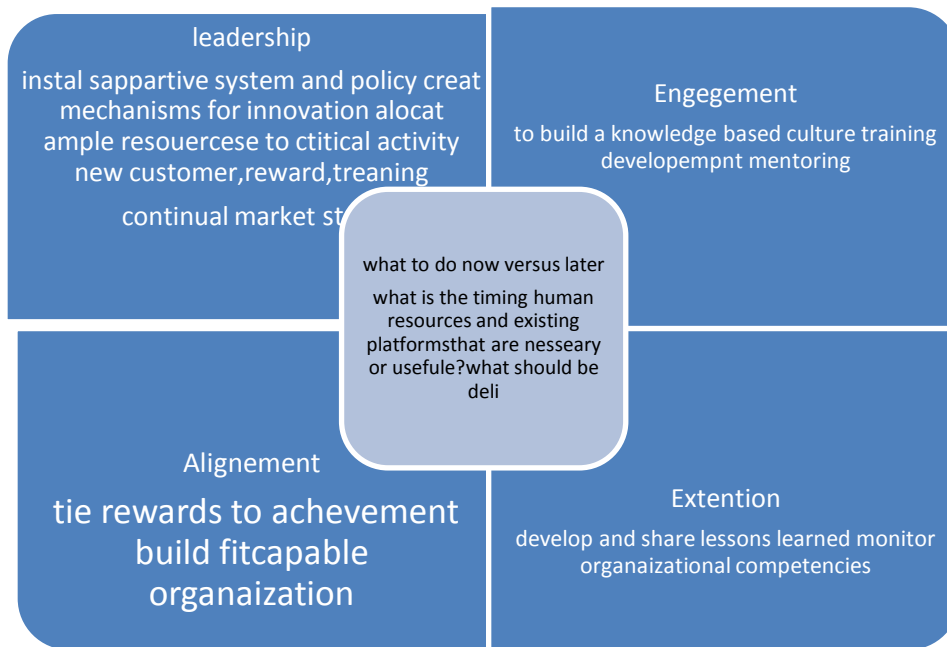 leadership
instal sappartive system and policy creat
mechanisms for innovation alocat
ample resouercese to ctitical activity
new customer,reward,treaning
continual market st
Engegement
to build a knowledge based culture training
developempnt mentoring
what to do now versus later
what is the timing human
resources and existing
platformsthat are nesseary
or usefule?what should be
deli
Alignement
tie rewards to achevement
build fitcapable
organaization
Extention
develop and share lessons learned monitor
organaizational competencies